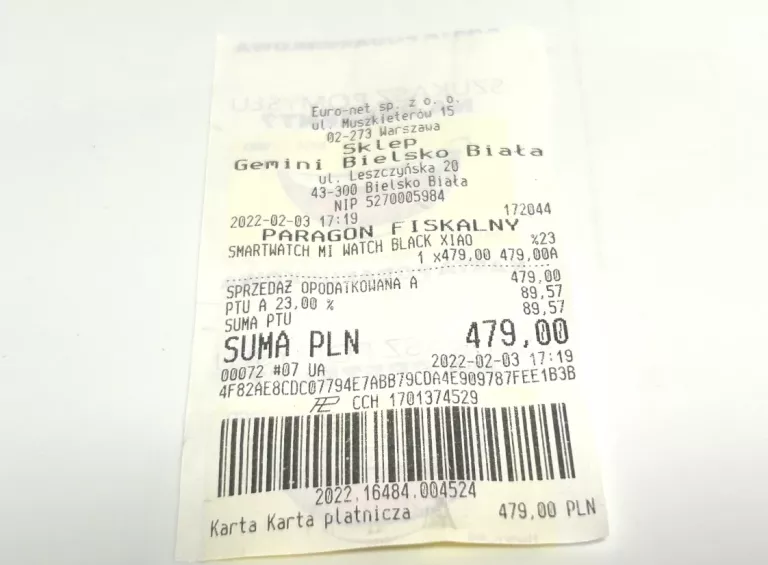 Euro-net sp. z o. o.
ul. Muszkieterów 15
02-273 Warszawa
Sklep
Gemini Bielsko Biała
ul. Leszczyńska 20
43-300 Bielsko Biała
NIP 5270005984
2022-02-03 17:19 172044
PARAGON FISKALNY
SMARTWATCH MI WATCH BLACK XIAO %23
1 x479,00 479,00A
SPRZEDAŻ OPODATKOWANA A 479,00
PTU A 23,00 % 89,57
SUMA PTU 89,57
SUMA PLN 479,00
00072 #07 UA 2022-02-03 17:19
4F82AE8CDC07794E7ABB79CDA4E909787FEE1B3B
CCH 1701374529
2022.16484.004524
Karta Karta płatnicza 479,00 PLN